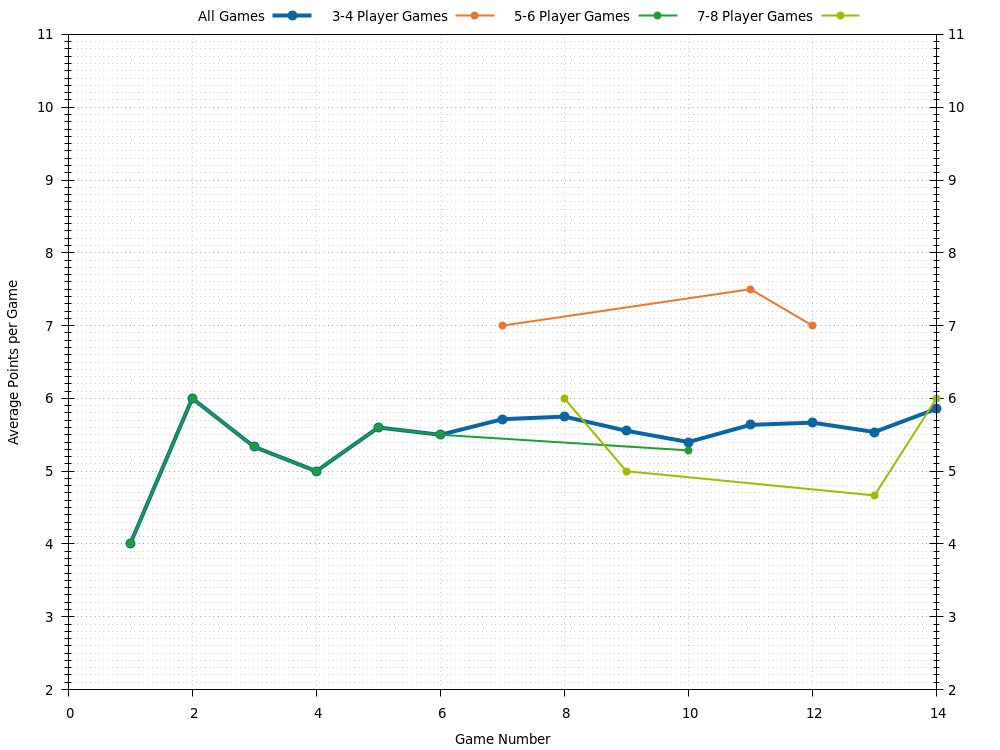 All Games 3-4 Player Games 5-6 Player Games 7-8 Player Games
11 11
10 10
9 9
8 8
7 7
Average Points per Game
6 6
5 5
4 4
3 3
2 2
0 2 4 6 8 10 12 14
Game Number